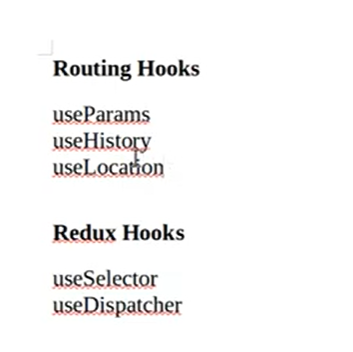 Routing Hooks
useParams
useHistory
useLocation
Redux Hooks
useSelector
useDispatcher